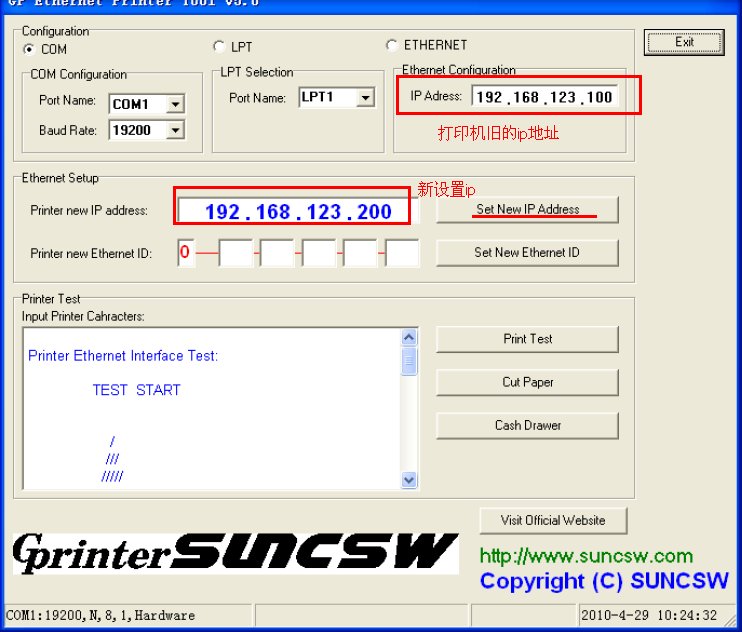 GP Ethernet Printer Tool V5.0
Configuration
COM
LPT
ETHERNET
Exit
COM Configuration
LPT Selection
Ethernet Configuration
Port Name: COM1
Port Name: LPT1
IP Adress: 192 .168 .123 .100
Baud Rate: 19200
打印机旧的ip地址
Ethernet Setup
新设置ip
Printer new IP address: 192 .168 .123 .200
Set New IP Address
Printer new Ethernet ID: 0
Set New Ethernet ID
Printer Test
Input Printer Cahracters:
Printer Ethernet Interface Test:
TEST START
/
///
/////
Print Test
Cut Paper
Cash Drawer
Visit Official Website
Gprinter SUNCSW
http://www.suncsw.com
Copyright (C) SUNCSW
COM1:19200,N,8,1,Hardware
2010-4-29 10:24:32